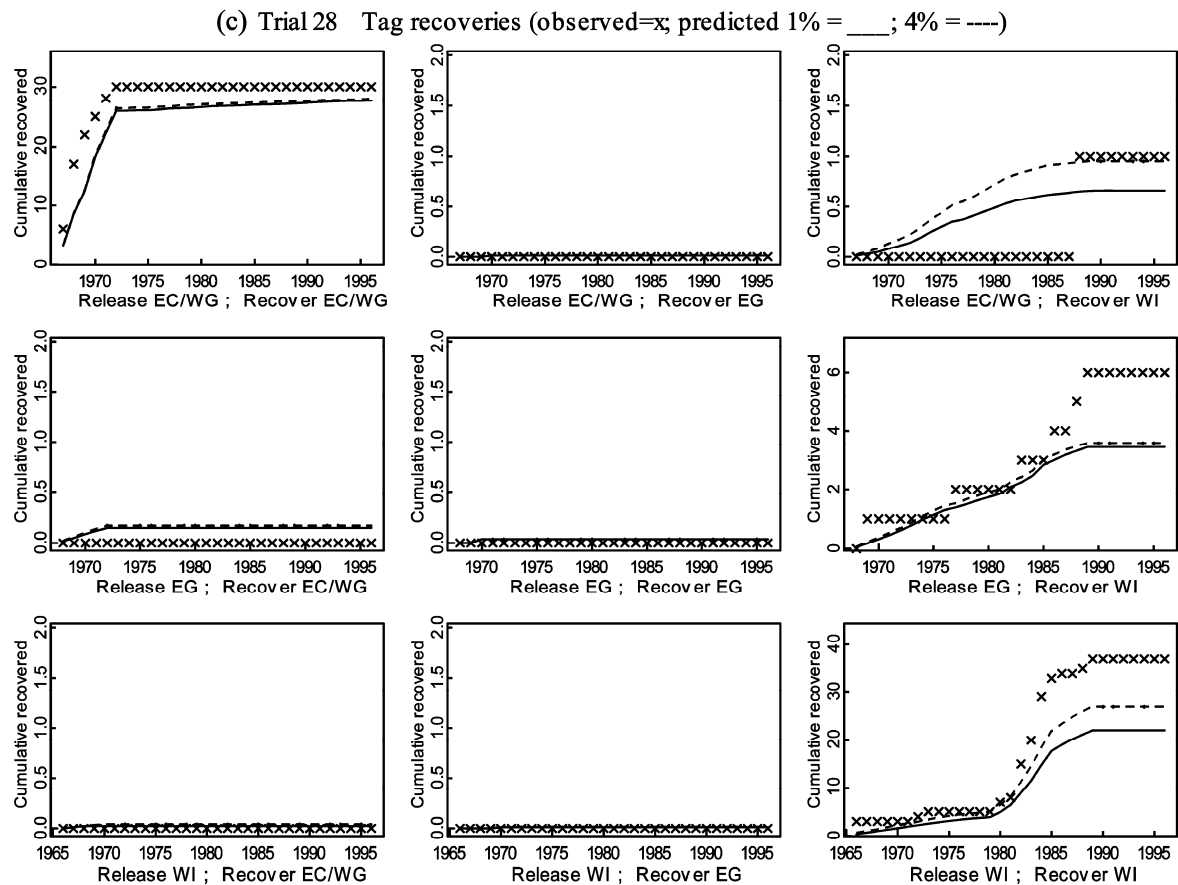 (c) Trial 28 Tag recoveries (observed=x; predicted 1% = ___; 4% = ----)
Cumulative recovered
30
20
10
0
1970 1975 1980 1985 1990 1995
Release EC/WG ; Recover EC/WG
Cumulative recovered
2.0
1.5
1.0
0.5
0.0
1970 1975 1980 1985 1990 1995
Release EC/WG ; Recover EG
Cumulative recovered
2.0
1.5
1.0
0.5
0.0
1970 1975 1980 1985 1990 1995
Release EC/WG ; Recover WI
Cumulative recovered
2.0
1.5
1.0
0.5
0.0
1970 1975 1980 1985 1990 1995
Release EG ; Recover EC/WG
Cumulative recovered
2.0
1.5
1.0
0.5
0.0
1970 1975 1980 1985 1990 1995
Release EG ; Recover EG
Cumulative recovered
6
4
2
0
1970 1975 1980 1985 1990 1995
Release EG ; Recover WI
Cumulative recovered
2.0
1.5
1.0
0.5
0.0
1965 1970 1975 1980 1985 1990 1995
Release WI ; Recover EC/WG
Cumulative recovered
2.0
1.5
1.0
0.5
0.0
1965 1970 1975 1980 1985 1990 1995
Release WI ; Recover EG
Cumulative recovered
40
30
20
10
0
1965 1970 1975 1980 1985 1990 1995
Release WI ; Recover WI